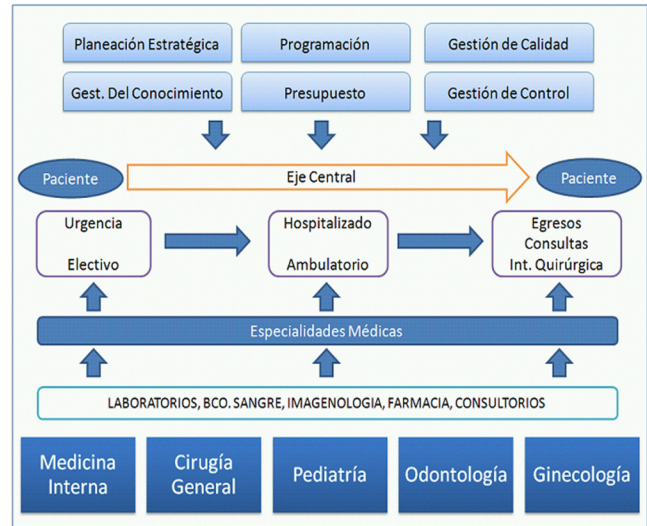 Planeación Estratégica
Programación
Gestión de Calidad
Gest. Del Conocimiento
Presupuesto
Gestión de Control
Paciente
Eje Central
Paciente
Urgencia
Electivo
Hospitalizado
Ambulatorio
Egresos
Consultas
Int. Quirúrgica
Especialidades Médicas
LABORATORIOS, BCO. SANGRE, IMAGENOLOGIA, FARMACIA, CONSULTORIOS
Medicina
Interna
Cirugía
General
Pediatría
Odontología
Ginecología